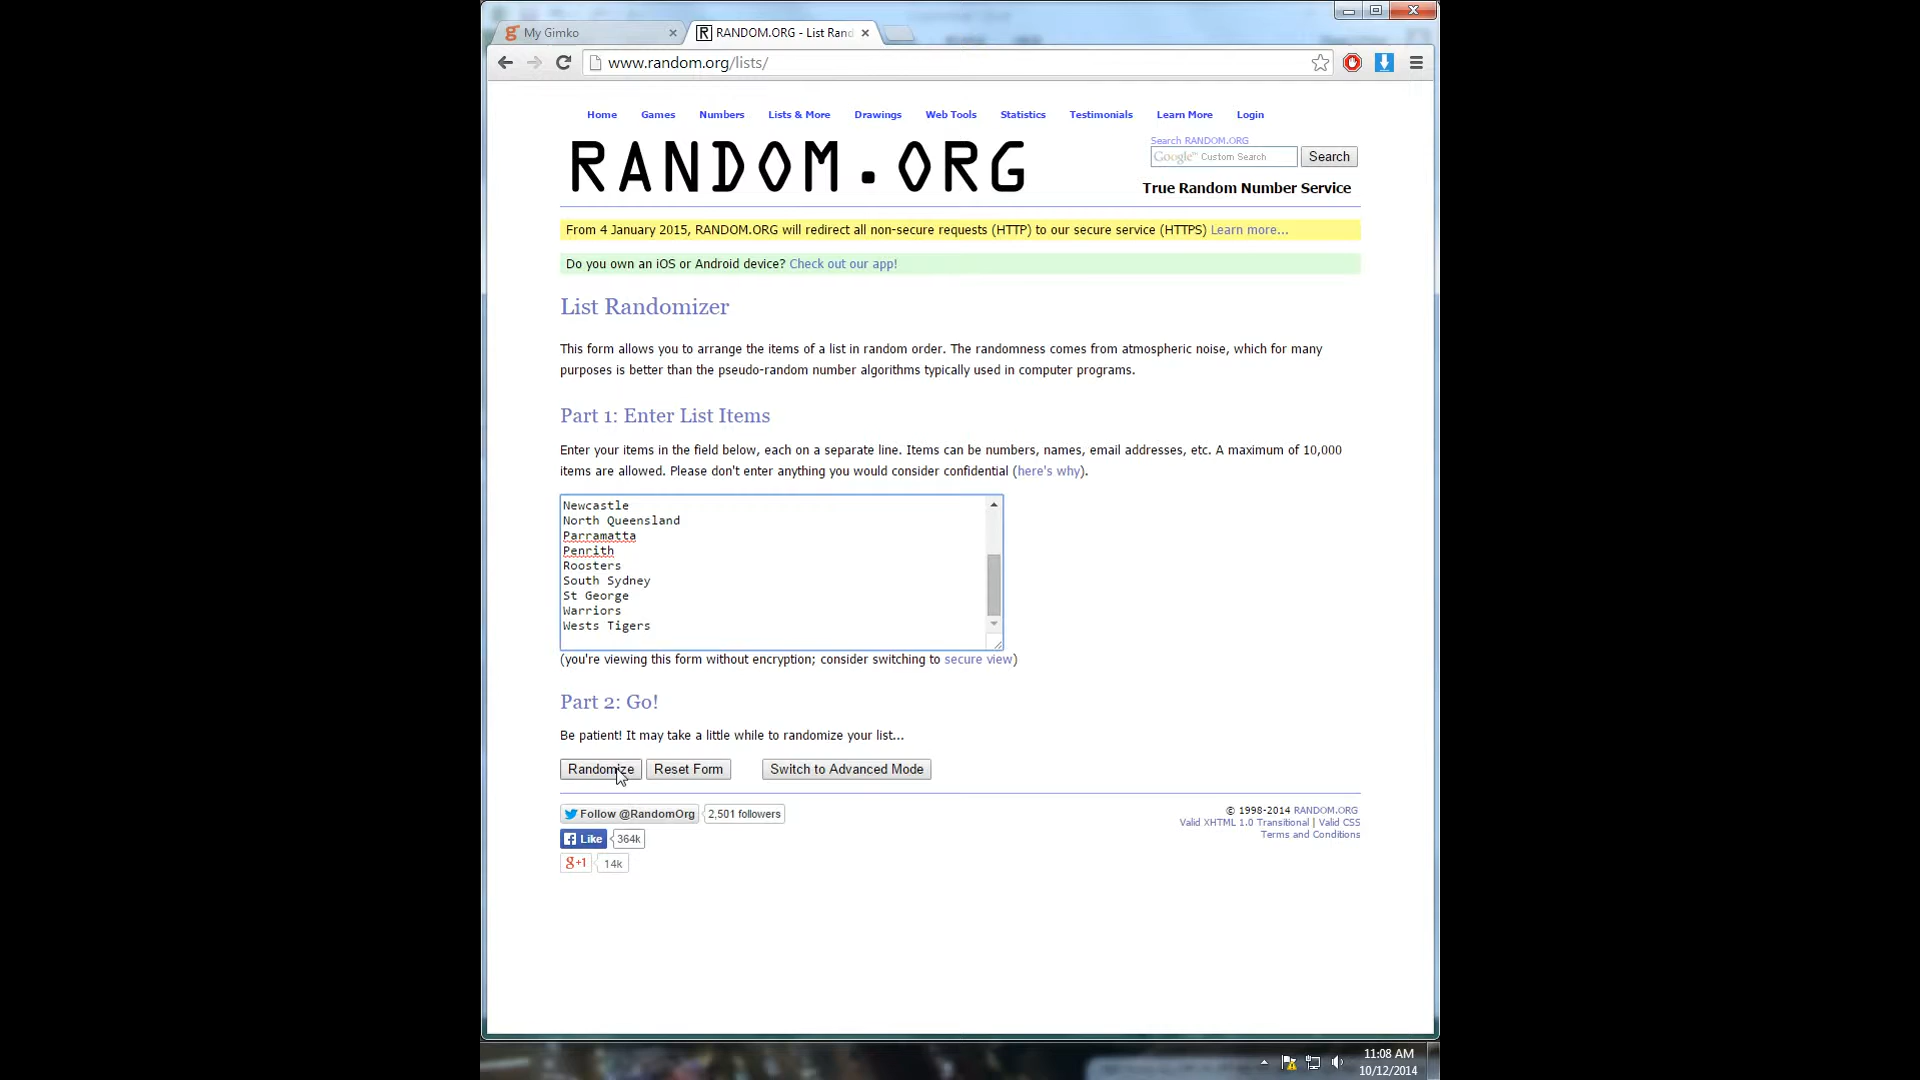 My Gimko
RANDOM.ORG - List Rand
www.random.org/lists/
Home Games Numbers Lists & More Drawings Web Tools Statistics Testimonials Learn More Login
RANDOM.ORG
Search RANDOM.ORG
Google™ Custom Search Search
True Random Number Service
From 4 January 2015, RANDOM.ORG will redirect all non-secure requests (HTTP) to our secure service (HTTPS) Learn more...
Do you own an iOS or Android device? Check out our app!
List Randomizer
This form allows you to arrange the items of a list in random order. The randomness comes from atmospheric noise, which for many
purposes is better than the pseudo-random number algorithms typically used in computer programs.
Part 1: Enter List Items
Enter your items in the field below, each on a separate line. Items can be numbers, names, email addresses, etc. A maximum of 10,000
items are allowed. Please don't enter anything you would consider confidential (here's why).
Newcastle
North Queensland
Parramatta
Penrith
Roosters
South Sydney
St George
Warriors
Wests Tigers
(you're viewing this form without encryption; consider switching to secure view)
Part 2: Go!
Be patient! It may take a little while to randomize your list...
Randomize Reset Form Switch to Advanced Mode
Follow @RandomOrg 2,501 followers
Like 364k
g+1 14k
© 1998-2014 RANDOM.ORG
Valid XHTML 1.0 Transitional | Valid CSS
Terms and Conditions
11:08 AM
10/12/2014